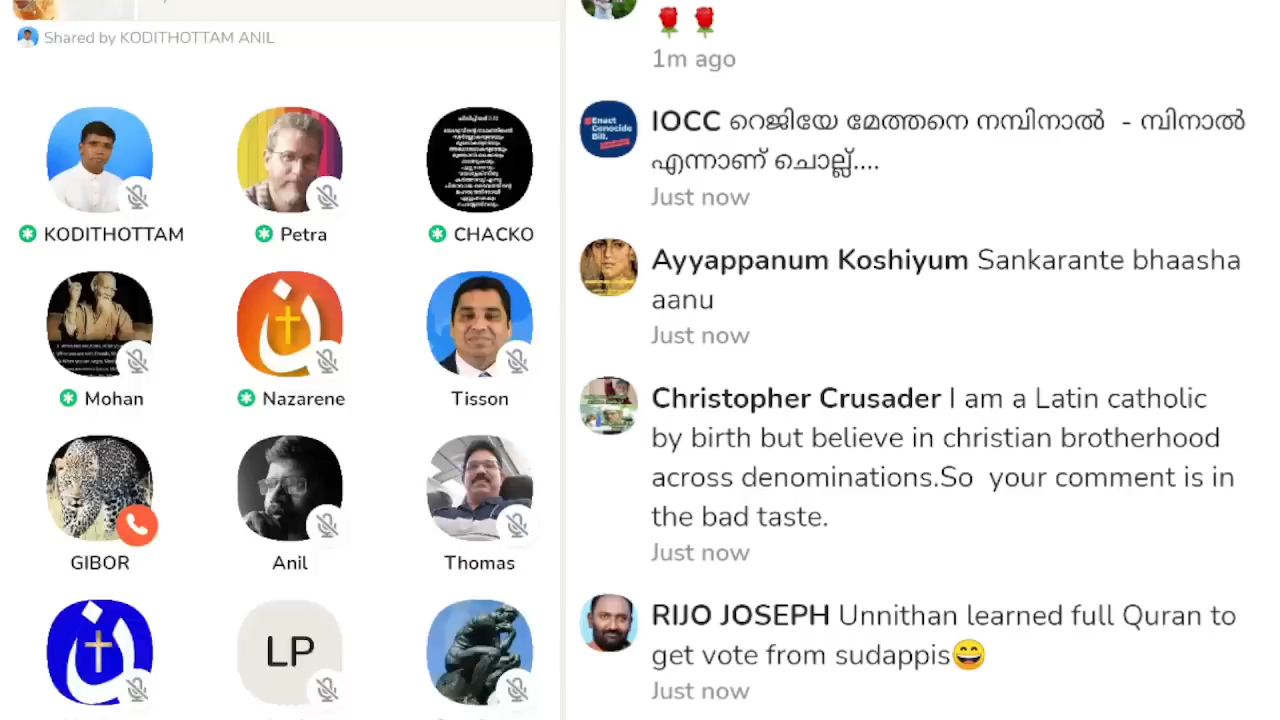 Shared by KODITHOTTAM ANIL
KODITHOTTAM
Petra
CHACKO
Mohan
Nazarene
Tisson
GIBOR
Anil
Thomas
LP
1m ago
#Enact
Genocide
Bill.
IOCC റെജിയേ മേത്തനെ നമ്പിനാൽ - മ്പിനാൽ
എന്നാണ് ചൊല്ല്....
Just now
Ayyappanum Koshiyum Sankarante bhaasha
aanu
Just now
Christopher Crusader I am a Latin catholic
by birth but believe in christian brotherhood
across denominations.So your comment is in
the bad taste.
Just now
RIJO JOSEPH Unnithan learned full Quran to
get vote from sudappis😄
Just now